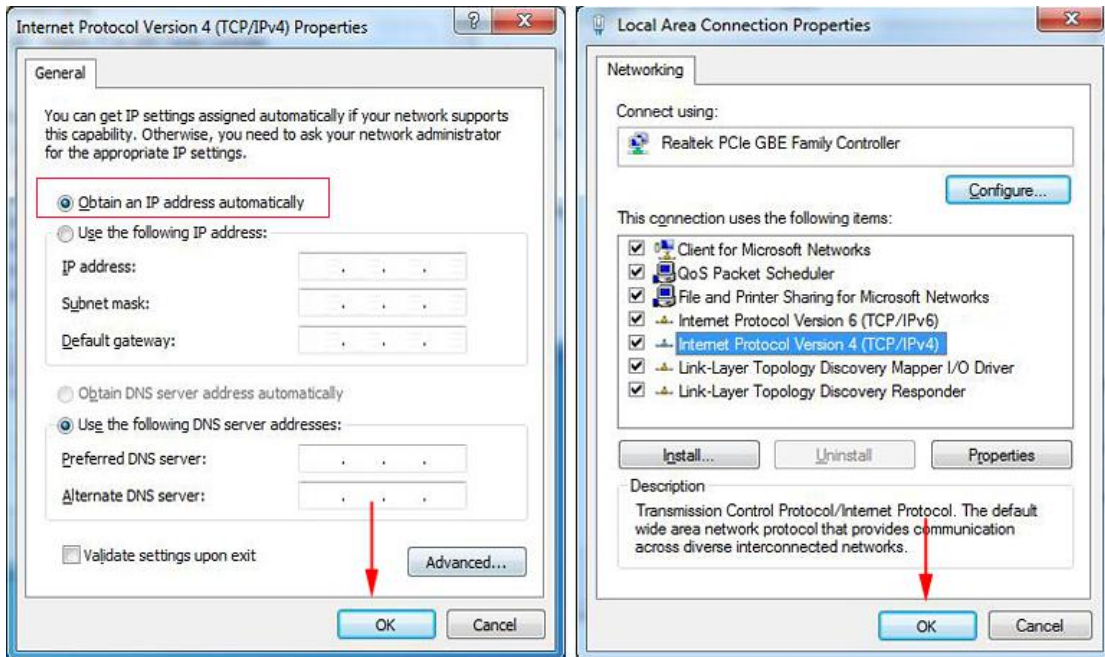 Internet Protocol Version 4 (TCP/IPv4) Properties
General
You can get IP settings assigned automatically if your network supports
this capability. Otherwise, you need to ask your network administrator
for the appropriate IP settings.
Obtain an IP address automatically
Use the following IP address:
IP address:
Subnet mask:
Default gateway:
Obtain DNS server address automatically
Use the following DNS server addresses:
Preferred DNS server:
Alternate DNS server:
Validate settings upon exit
Advanced...
OK
Cancel
Local Area Connection Properties
Networking
Connect using:
Realtek PCIe GBE Family Controller
Configure...
This connection uses the following items:
Client for Microsoft Networks
QoS Packet Scheduler
File and Printer Sharing for Microsoft Networks
Internet Protocol Version 6 (TCP/IPv6)
Internet Protocol Version 4 (TCP/IPv4)
Link-Layer Topology Discovery Mapper I/O Driver
Link-Layer Topology Discovery Responder
Install...
Uninstall
Properties
Description
Transmission Control Protocol/Internet Protocol. The default
wide area network protocol that provides communication
across diverse interconnected networks.
OK
Cancel